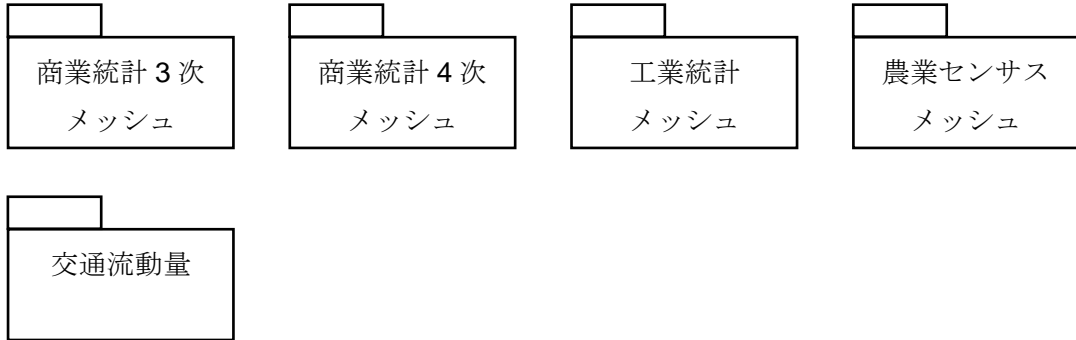 商業統計 3 次
メッシュ
商業統計 4 次
メッシュ
工業統計
メッシュ
農業センサス
メッシュ
交通流動量